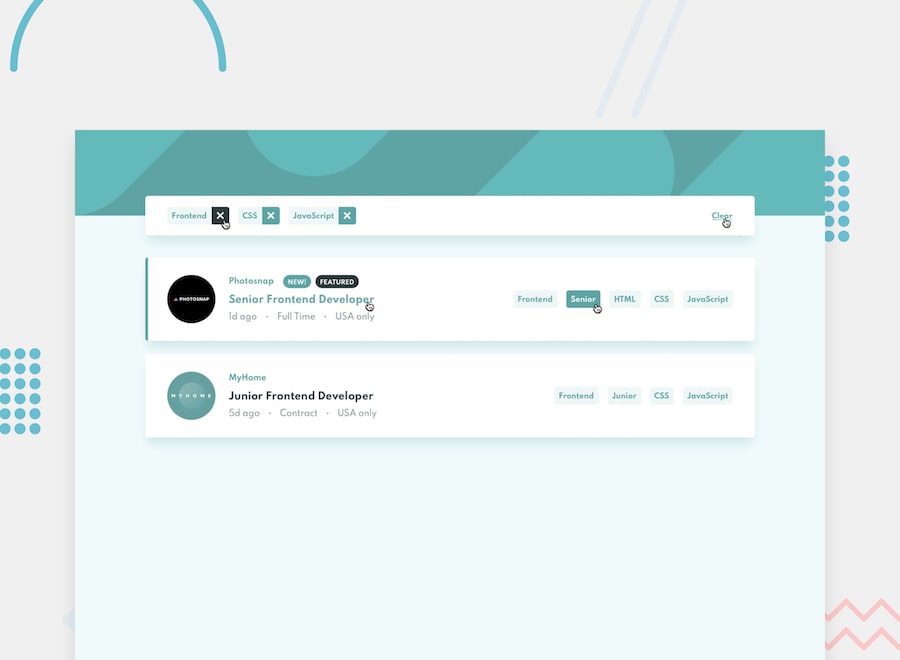 Frontend CSS JavaScript Clear
PHOTOSNAP
Photosnap NEW! FEATURED
Senior Frontend Developer
1d ago • Full Time • USA only
Frontend Senior HTML CSS JavaScript
MYHOME
MyHome
Junior Frontend Developer
5d ago • Contract • USA only
Frontend Junior CSS JavaScript